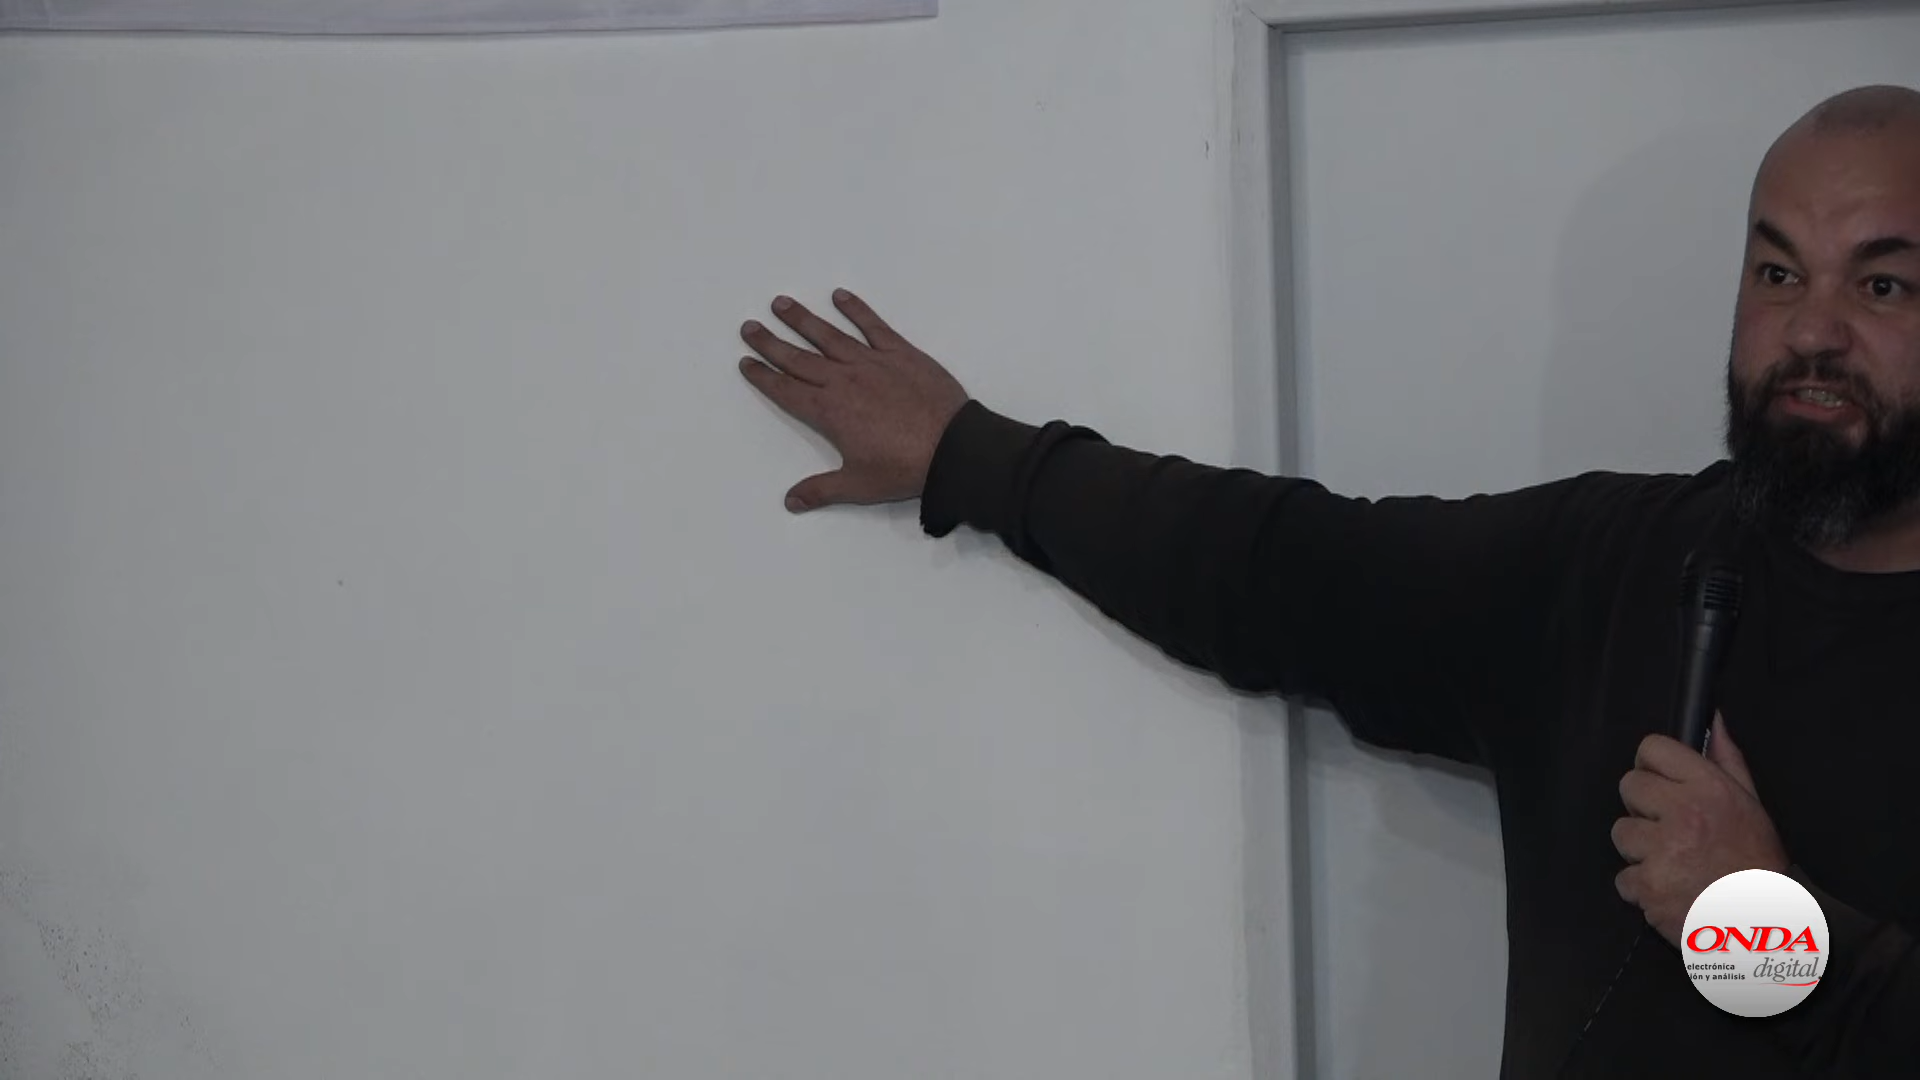 ONDA
electrónica
ión y análisis
digital